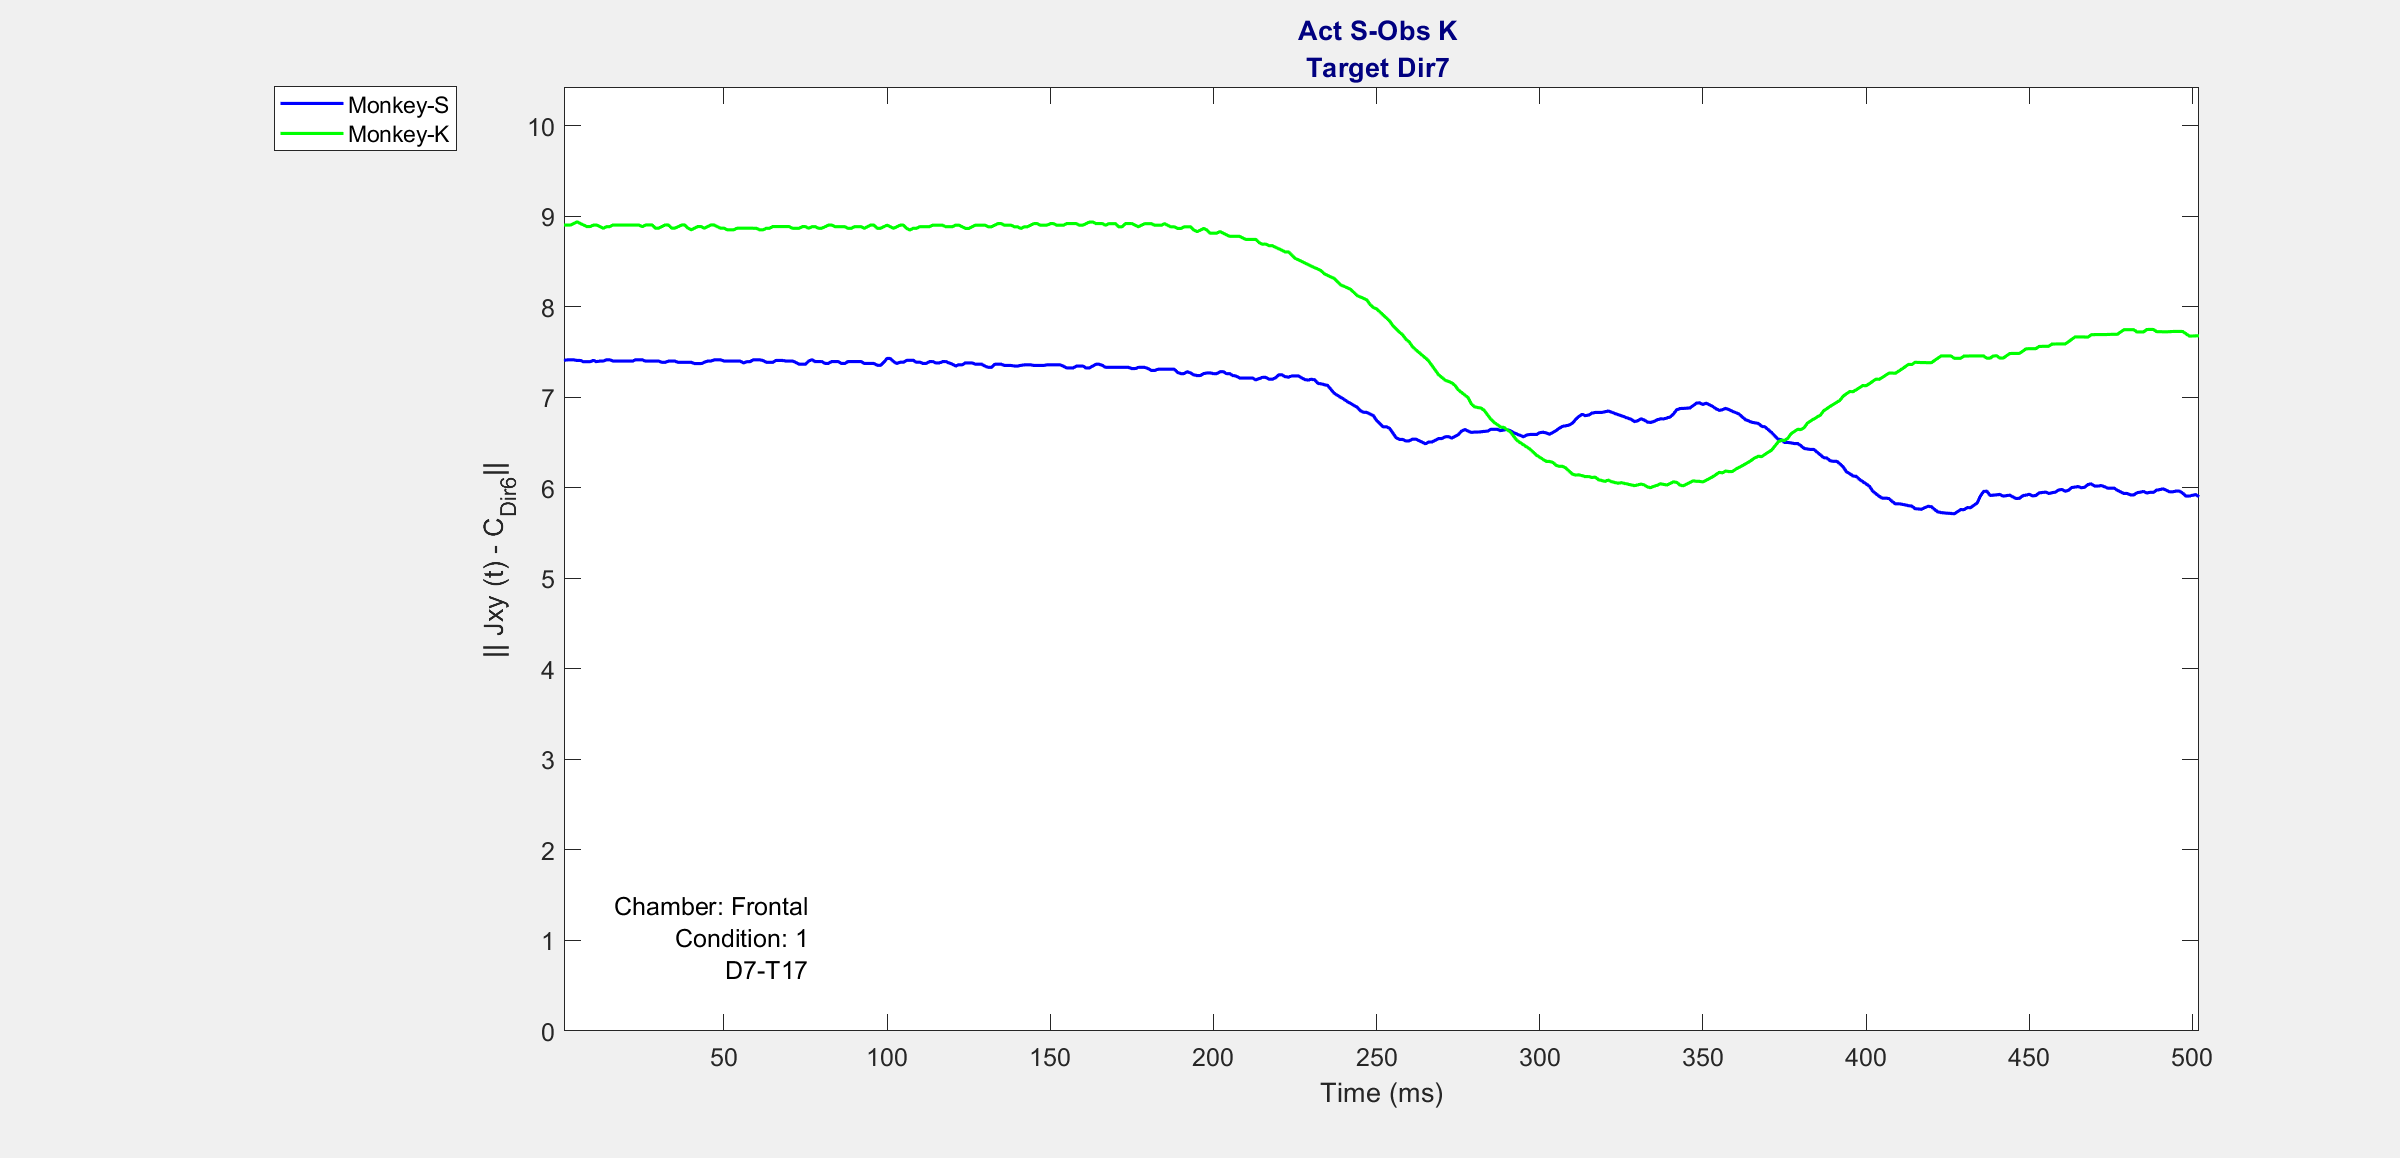 Act S-Obs K
Target Dir7
Monkey-S
Monkey-K
10
9
8
7
6
5
4
3
2
1
0
|| Jxy (t) - C_Dir6||
Chamber: Frontal
Condition: 1
D7-T17
50 100 150 200 250 300 350 400 450 500
Time (ms)